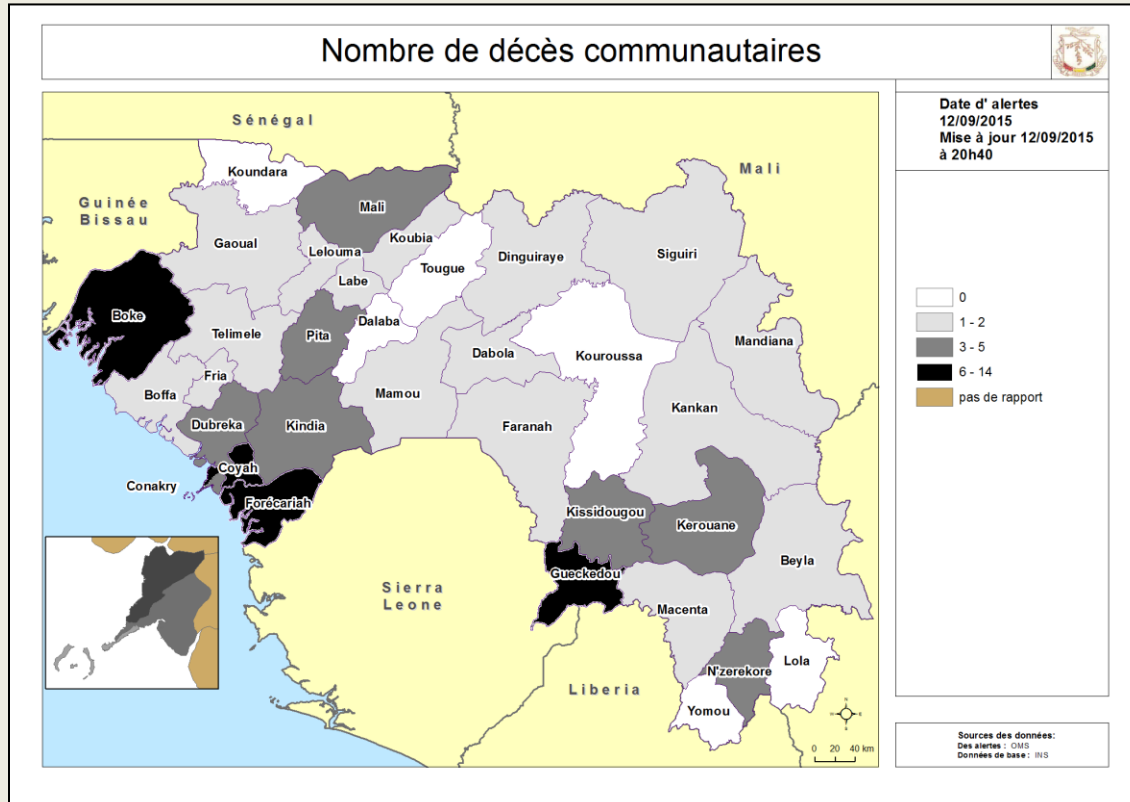 Nombre de décès communautaires
Date d' alertes
12/09/2015
Mise à jour 12/09/2015
à 20h40
0
1 - 2
3 - 5
6 - 14
pas de rapport
Sénégal
Mali
Guinée
Bissau
Koundara
Mali
Gaoual
Koubia
Lelouma
Tougue
Dinguiraye
Siguiri
Labe
Boke
Telimele
Pita
Dalaba
Kouroussa
Mandiana
Dabola
Fria
Boffa
Mamou
Kankan
Dubreka
Kindia
Faranah
Coyah
Conakry
Forécariah
Kissidougou
Kerouane
Beyla
Gueckedou
Sierra
Leone
Macenta
Lola
N'zerekore
Liberia
Yomou
0 20 40 km
Sources des données:
Des alertes : OMS
Données de base : INS